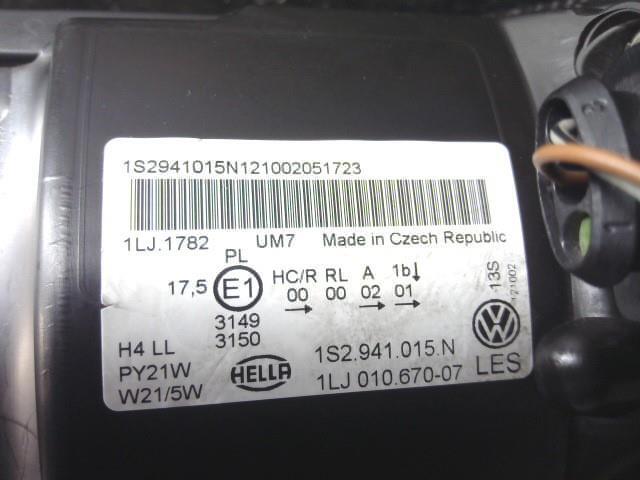 1S2941015N121002051723
1LJ.1782 UM7 Made in Czech Republic
PL
17,5 E1 HC/R RL A 1b↓
00 00 02 01
3149
3150
H4 LL
PY21W
W21/5W
HELLA
1S2.941.015.N
1LJ 010.670-07
LES
13S
121002